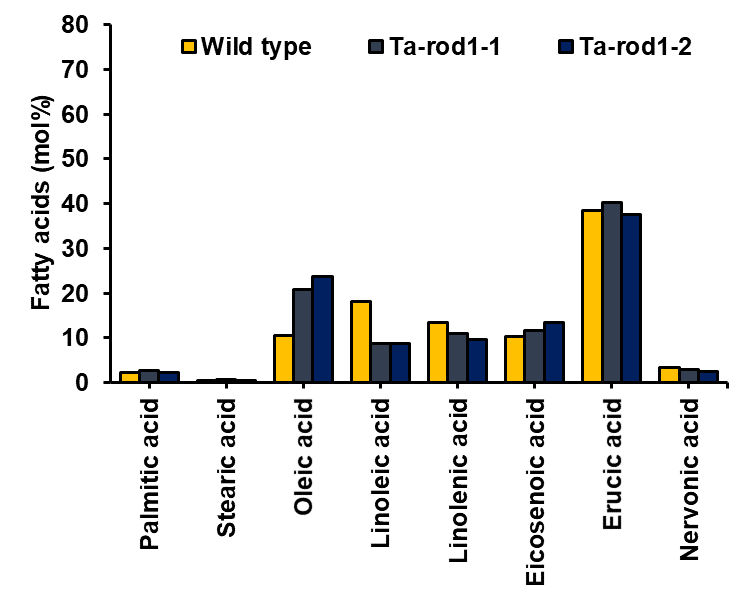 Wild type Ta-rod1-1 Ta-rod1-2
Fatty acids (mol%)
80
70
60
50
40
30
20
10
0
Palmitic acid
Stearic acid
Oleic acid
Linoleic acid
Linolenic acid
Eicosenoic acid
Erucic acid
Nervonic acid